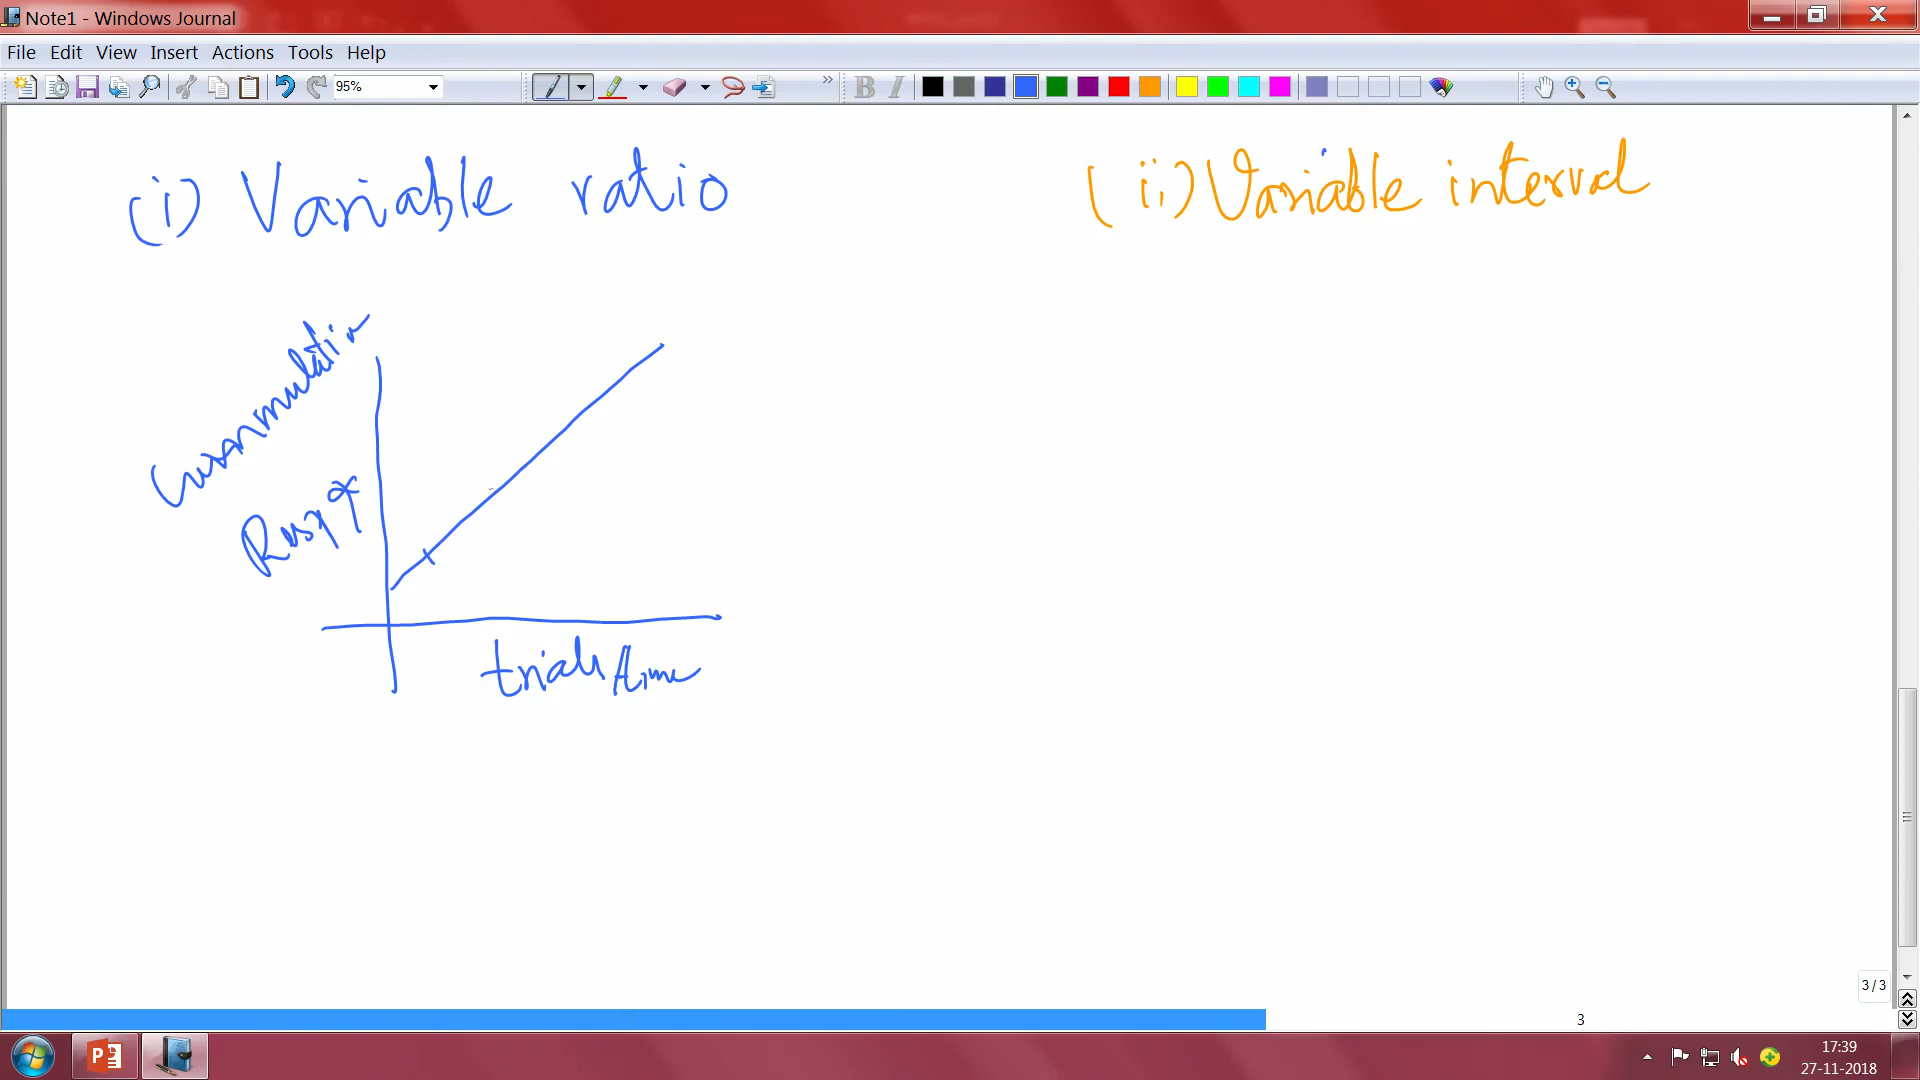 Note1 - Windows Journal
File Edit View Insert Actions Tools Help
95%
B I
(i) Variable ratio
(ii) Variable interval
Resp
trials/time
3/3
3
17:39
27-11-2018